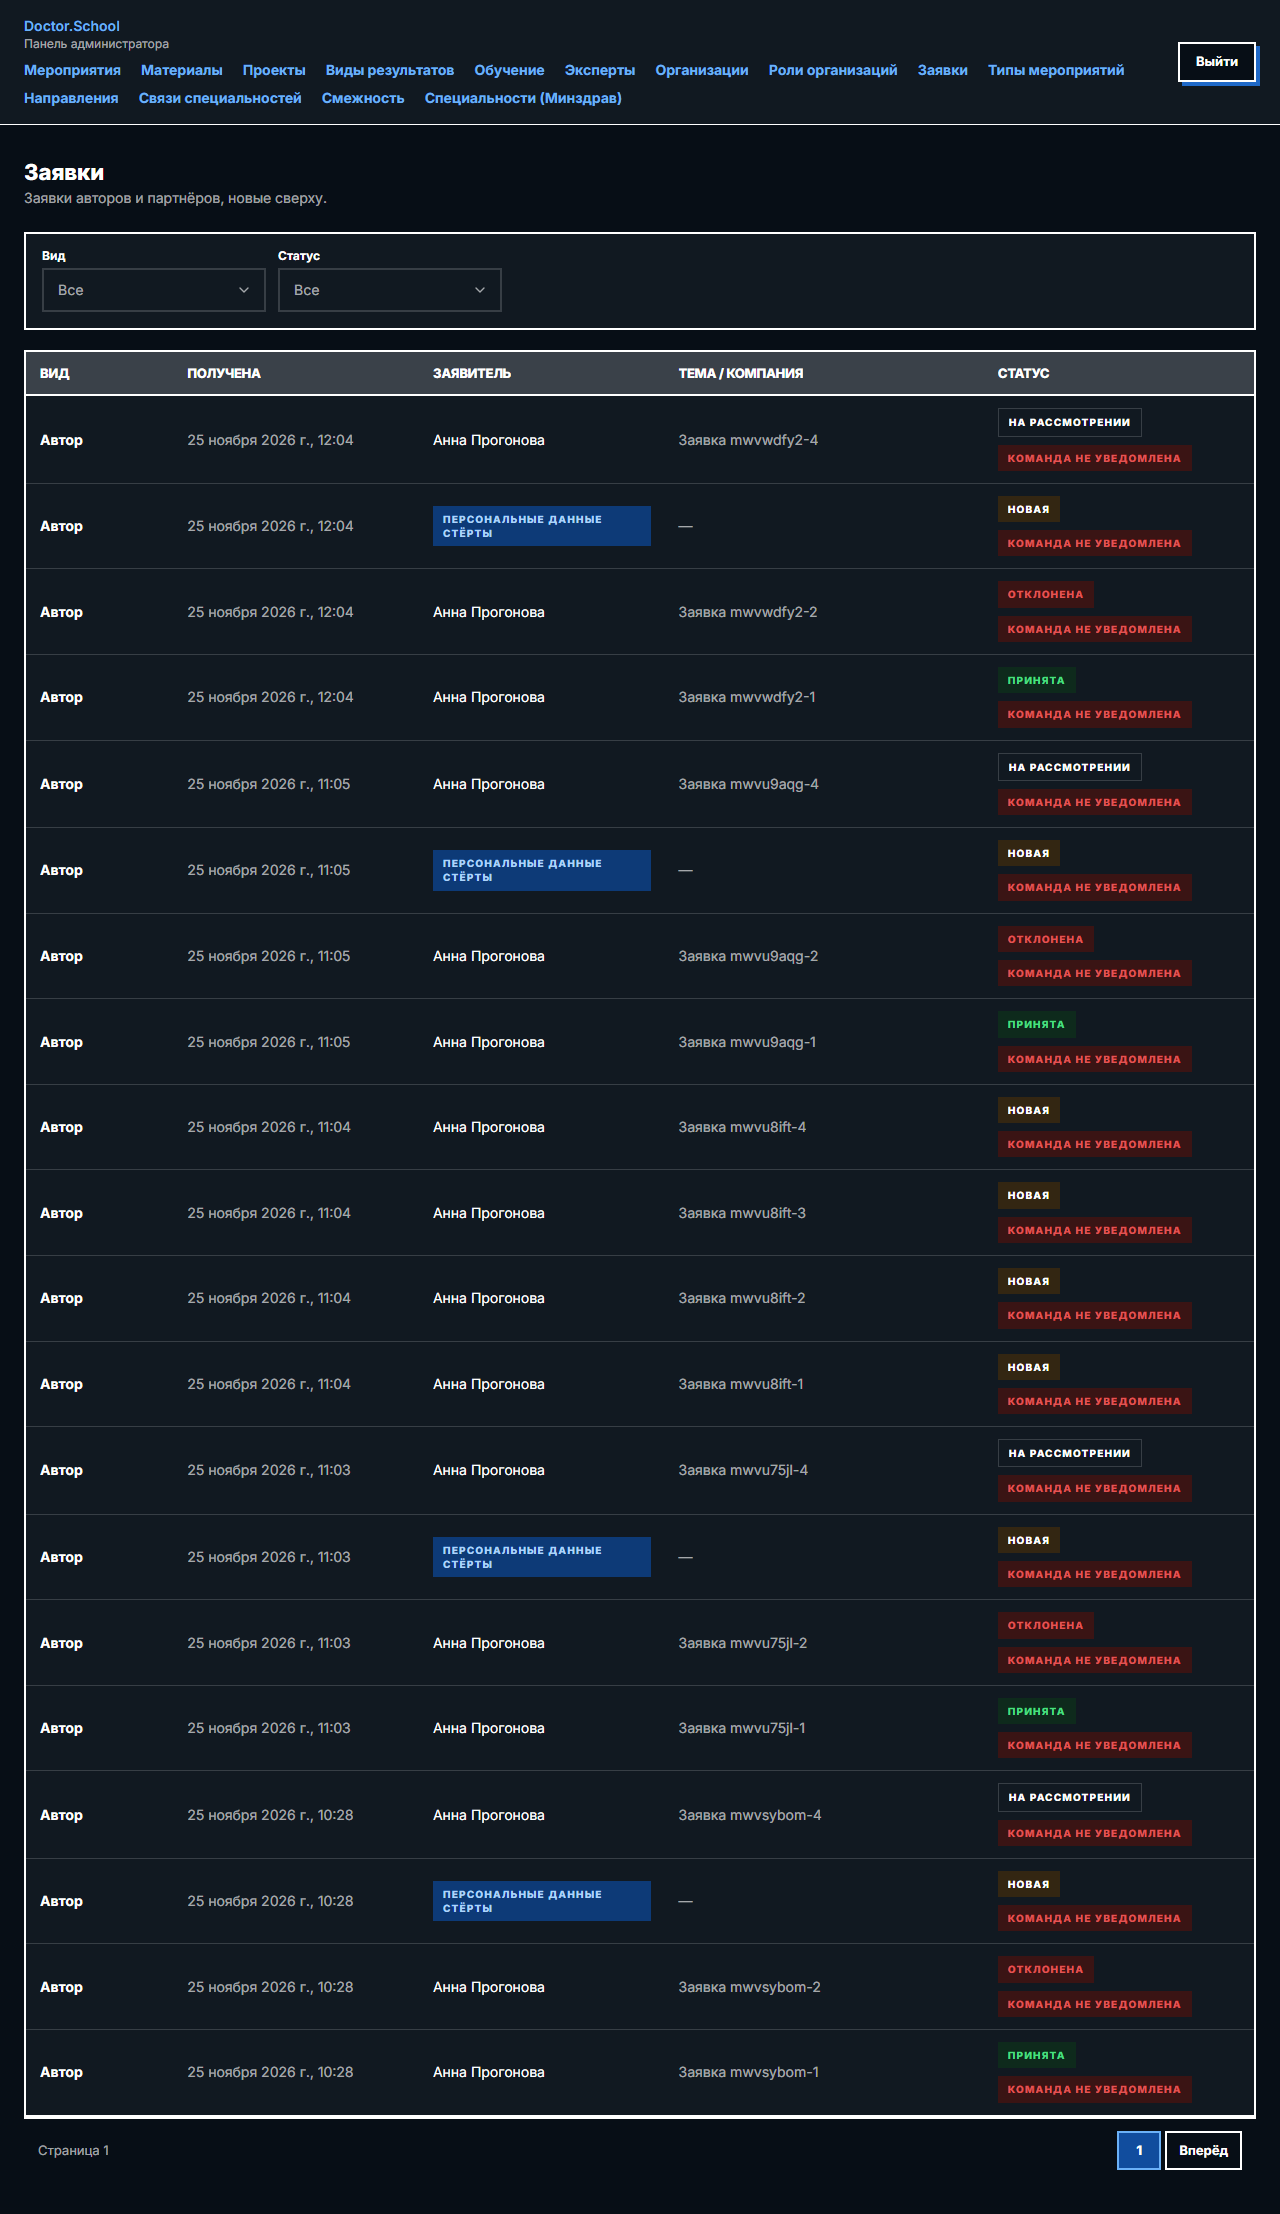 Doctor.School
Панель администратора
Мероприятия Материалы Проекты Виды результатов Обучение Эксперты Организации Роли организаций Заявки Типы мероприятий
Направления Связи специальностей Смежность Специальности (Минздрав)
Выйти
Заявки
Заявки авторов и партнёров, новые сверху.
Вид Статус
Все Все
ВИД ПОЛУЧЕНА ЗАЯВИТЕЛЬ ТЕМА / КОМПАНИЯ СТАТУС
Автор 25 ноября 2026 г., 12:04 Анна Прогонова Заявка mwvwdfy2-4 НА РАССМОТРЕНИИ
КОМАНДА НЕ УВЕДОМЛЕНА
Автор 25 ноября 2026 г., 12:04 ПЕРСОНАЛЬНЫЕ ДАННЫЕ СТЁРТЫ — НОВАЯ
КОМАНДА НЕ УВЕДОМЛЕНА
Автор 25 ноября 2026 г., 12:04 Анна Прогонова Заявка mwvwdfy2-2 ОТКЛОНЕНА
КОМАНДА НЕ УВЕДОМЛЕНА
Автор 25 ноября 2026 г., 12:04 Анна Прогонова Заявка mwvwdfy2-1 ПРИНЯТА
КОМАНДА НЕ УВЕДОМЛЕНА
Автор 25 ноября 2026 г., 11:05 Анна Прогонова Заявка mwvu9aqg-4 НА РАССМОТРЕНИИ
КОМАНДА НЕ УВЕДОМЛЕНА
Автор 25 ноября 2026 г., 11:05 ПЕРСОНАЛЬНЫЕ ДАННЫЕ СТЁРТЫ — НОВАЯ
КОМАНДА НЕ УВЕДОМЛЕНА
Автор 25 ноября 2026 г., 11:05 Анна Прогонова Заявка mwvu9aqg-2 ОТКЛОНЕНА
КОМАНДА НЕ УВЕДОМЛЕНА
Автор 25 ноября 2026 г., 11:05 Анна Прогонова Заявка mwvu9aqg-1 ПРИНЯТА
КОМАНДА НЕ УВЕДОМЛЕНА
Автор 25 ноября 2026 г., 11:04 Анна Прогонова Заявка mwvu8ift-4 НОВАЯ
КОМАНДА НЕ УВЕДОМЛЕНА
Автор 25 ноября 2026 г., 11:04 Анна Прогонова Заявка mwvu8ift-3 НОВАЯ
КОМАНДА НЕ УВЕДОМЛЕНА
Автор 25 ноября 2026 г., 11:04 Анна Прогонова Заявка mwvu8ift-2 НОВАЯ
КОМАНДА НЕ УВЕДОМЛЕНА
Автор 25 ноября 2026 г., 11:04 Анна Прогонова Заявка mwvu8ift-1 НОВАЯ
КОМАНДА НЕ УВЕДОМЛЕНА
Автор 25 ноября 2026 г., 11:03 Анна Прогонова Заявка mwvu75jl-4 НА РАССМОТРЕНИИ
КОМАНДА НЕ УВЕДОМЛЕНА
Автор 25 ноября 2026 г., 11:03 ПЕРСОНАЛЬНЫЕ ДАННЫЕ СТЁРТЫ — НОВАЯ
КОМАНДА НЕ УВЕДОМЛЕНА
Автор 25 ноября 2026 г., 11:03 Анна Прогонова Заявка mwvu75jl-2 ОТКЛОНЕНА
КОМАНДА НЕ УВЕДОМЛЕНА
Автор 25 ноября 2026 г., 11:03 Анна Прогонова Заявка mwvu75jl-1 ПРИНЯТА
КОМАНДА НЕ УВЕДОМЛЕНА
Автор 25 ноября 2026 г., 10:28 Анна Прогонова Заявка mwvsybom-4 НА РАССМОТРЕНИИ
КОМАНДА НЕ УВЕДОМЛЕНА
Автор 25 ноября 2026 г., 10:28 ПЕРСОНАЛЬНЫЕ ДАННЫЕ СТЁРТЫ — НОВАЯ
КОМАНДА НЕ УВЕДОМЛЕНА
Автор 25 ноября 2026 г., 10:28 Анна Прогонова Заявка mwvsybom-2 ОТКЛОНЕНА
КОМАНДА НЕ УВЕДОМЛЕНА
Автор 25 ноября 2026 г., 10:28 Анна Прогонова Заявка mwvsybom-1 ПРИНЯТА
КОМАНДА НЕ УВЕДОМЛЕНА
Страница 1 1 Вперёд